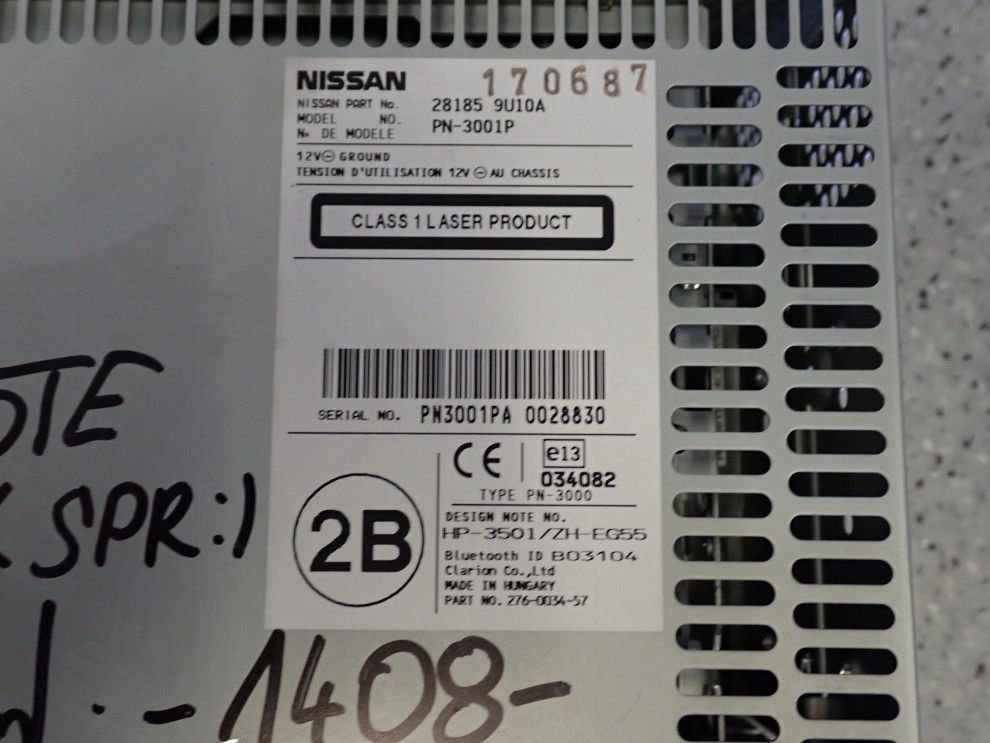 NISSAN 170687
NISSAN PART No. 28185 9U10A
MODEL NO. PN-3001P
No. DE MODELE
12V⊖ GROUND
TENSION D'UTILISATION 12V ⊖ AU CHASSIS
CLASS 1 LASER PRODUCT
SERIAL NO. PN3001PA 0028830
CE e13
034082
TYPE PN-3000
2B
DESIGN NOTE NO.
HP-3501/ZH-EG55
Bluetooth ID B03104
Clarion Co.,Ltd
MADE IN HUNGARY
PART NO. 276-0034-57
OTE
SPR:)
-1408-